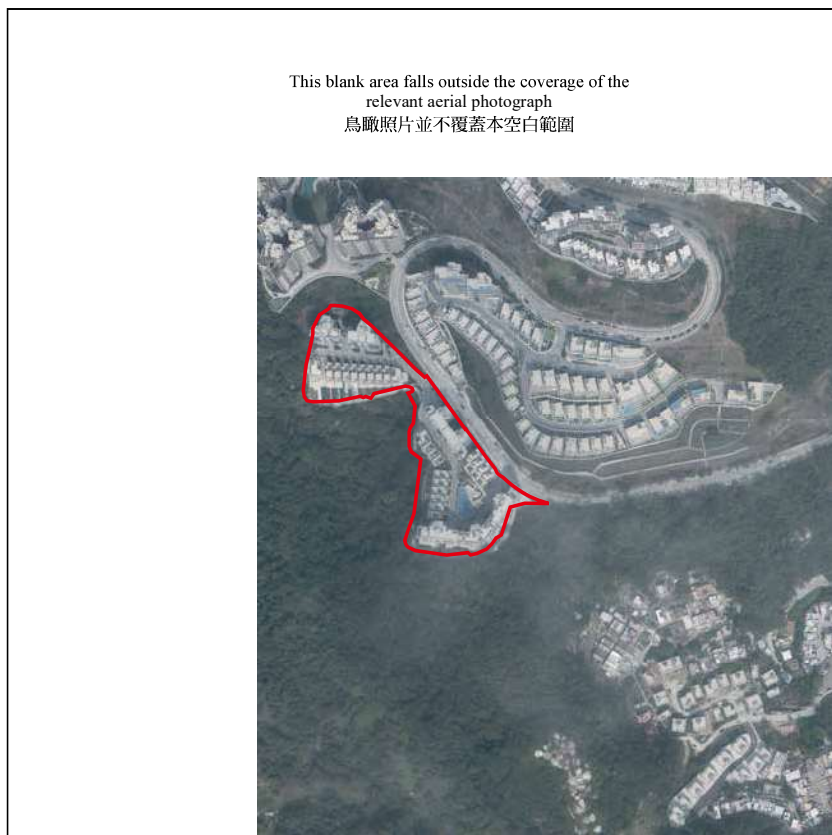 This blank area falls outside the coverage of the
relevant aerial photograph
鳥瞰照片並不覆蓋本空白範圍